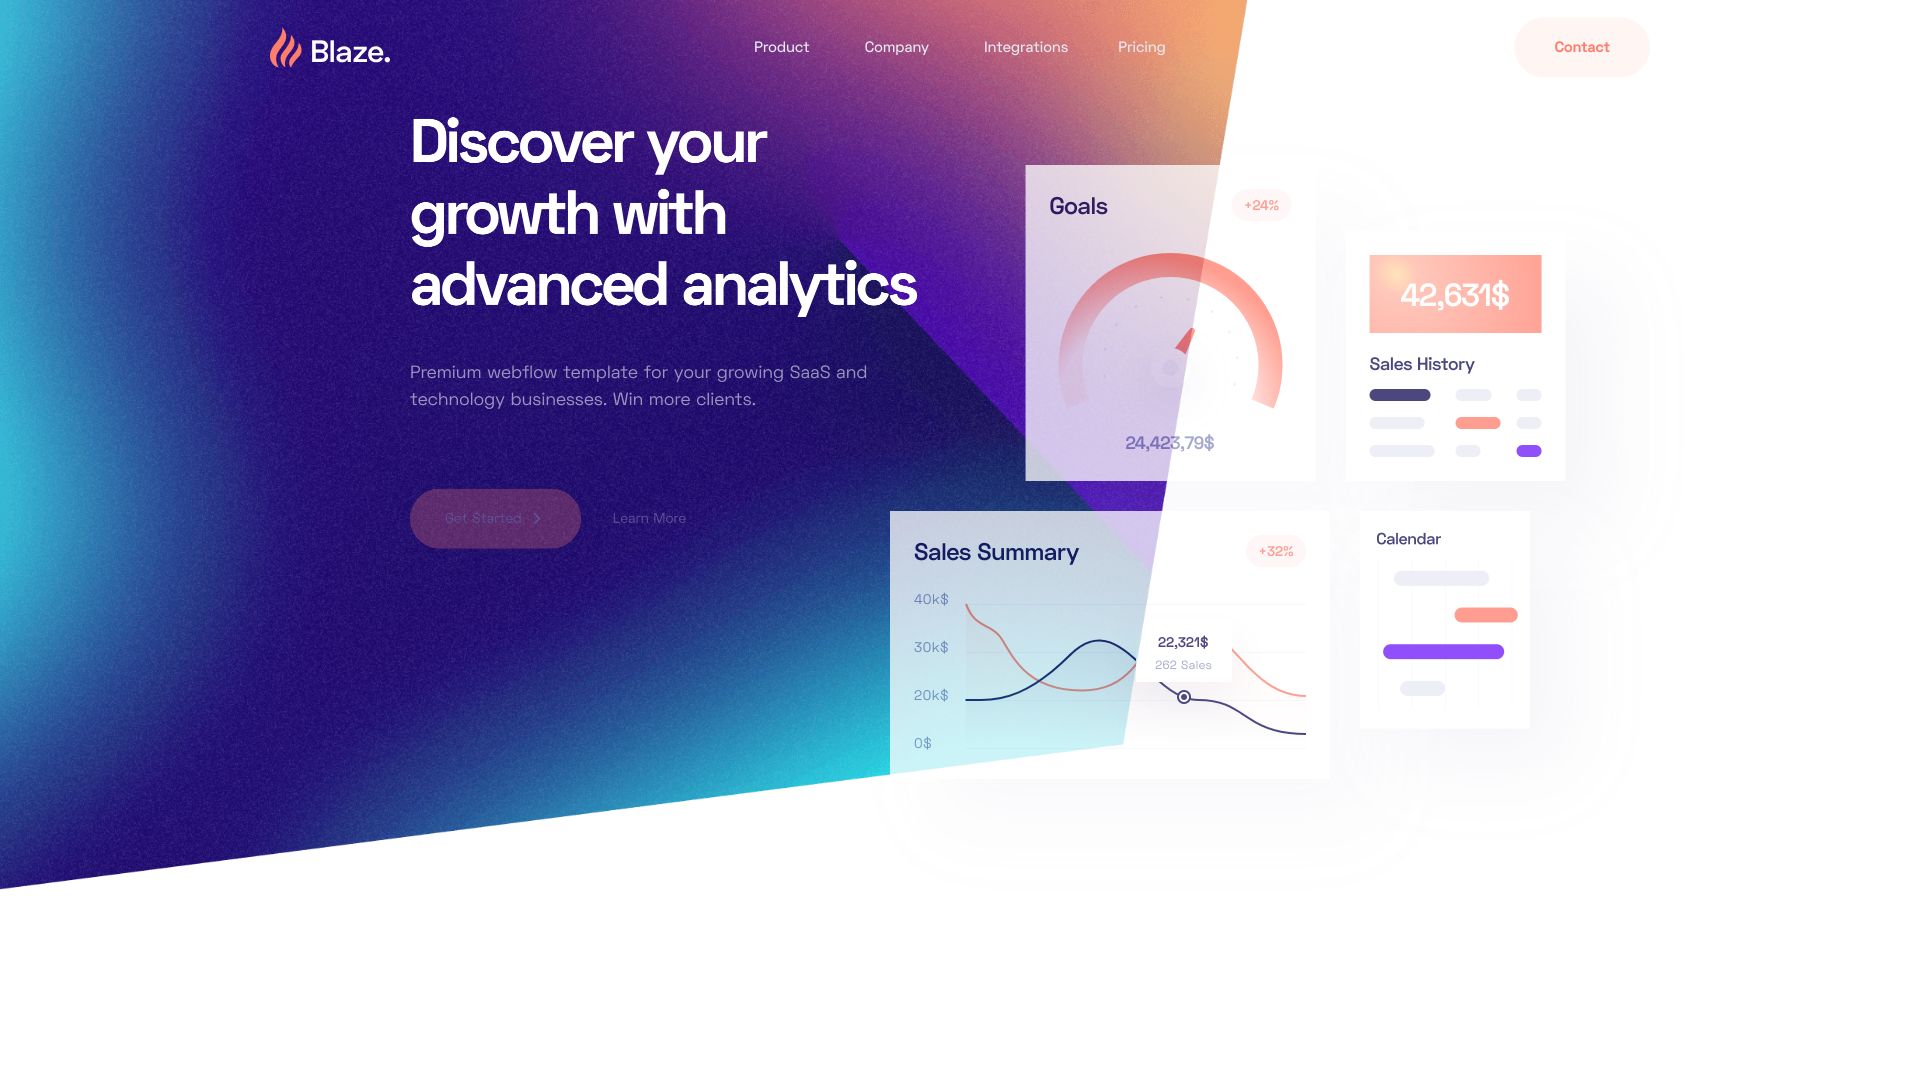 Blaze.
Product
Company
Integrations
Pricing
Contact
Discover your
growth with
advanced analytics
Premium webflow template for your growing SaaS and
technology businesses. Win more clients.
Get Started
Learn More
Goals
+24%
24,423,79$
42,631$
Sales History
Sales Summary
+32%
40k$
30k$
20k$
0$
22,321$
262 Sales
Calendar